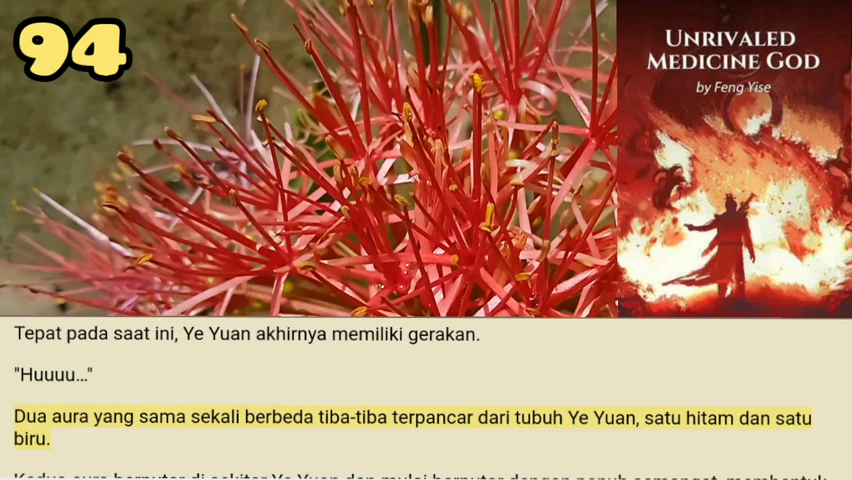 94
UNRIVALED
MEDICINE GOD
by Feng Yise
Tepat pada saat ini, Ye Yuan akhirnya memiliki gerakan.
"Huuuu..."
Dua aura yang sama sekali berbeda tiba-tiba terpancar dari tubuh Ye Yuan, satu hitam dan satu
biru.